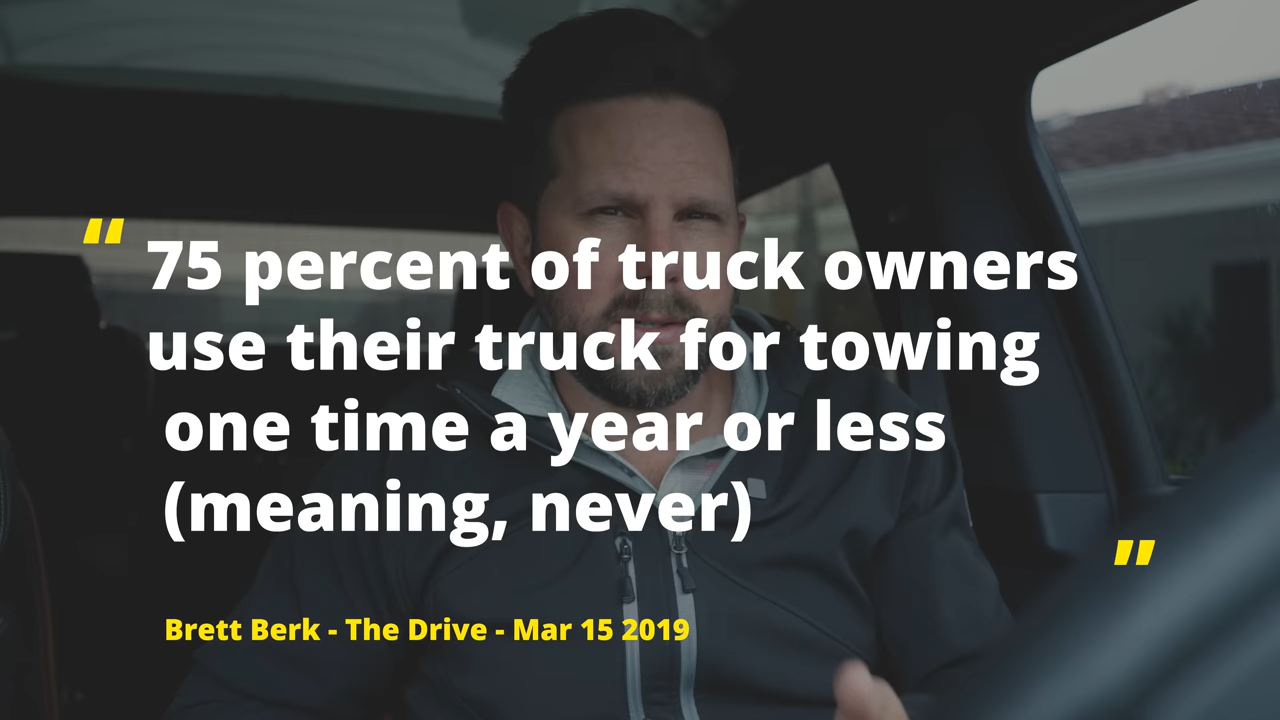 "
75 percent of truck owners
use their truck for towing
one time a year or less
(meaning, never)
"
Brett Berk - The Drive - Mar 15 2019